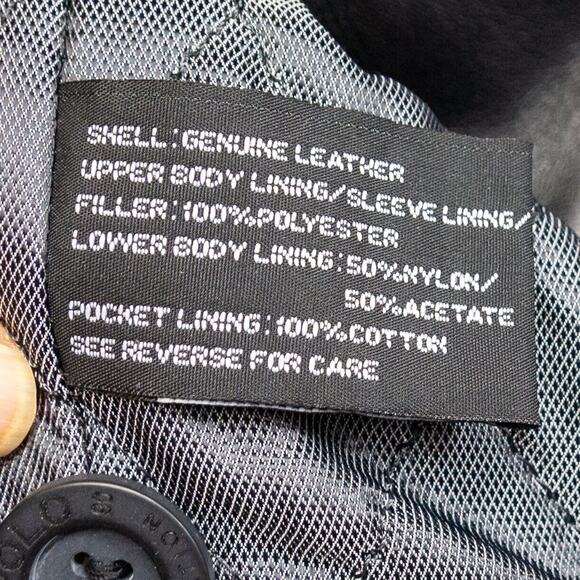 SHELL:GENUINE LEATHER
UPPER BODY LINING/SLEEVE LINING/
FILLER:100%POLYESTER
LOWER BODY LINING:50%NYLON/
50%ACETATE
POCKET LINING:100%COTTON
SEE REVERSE FOR CARE